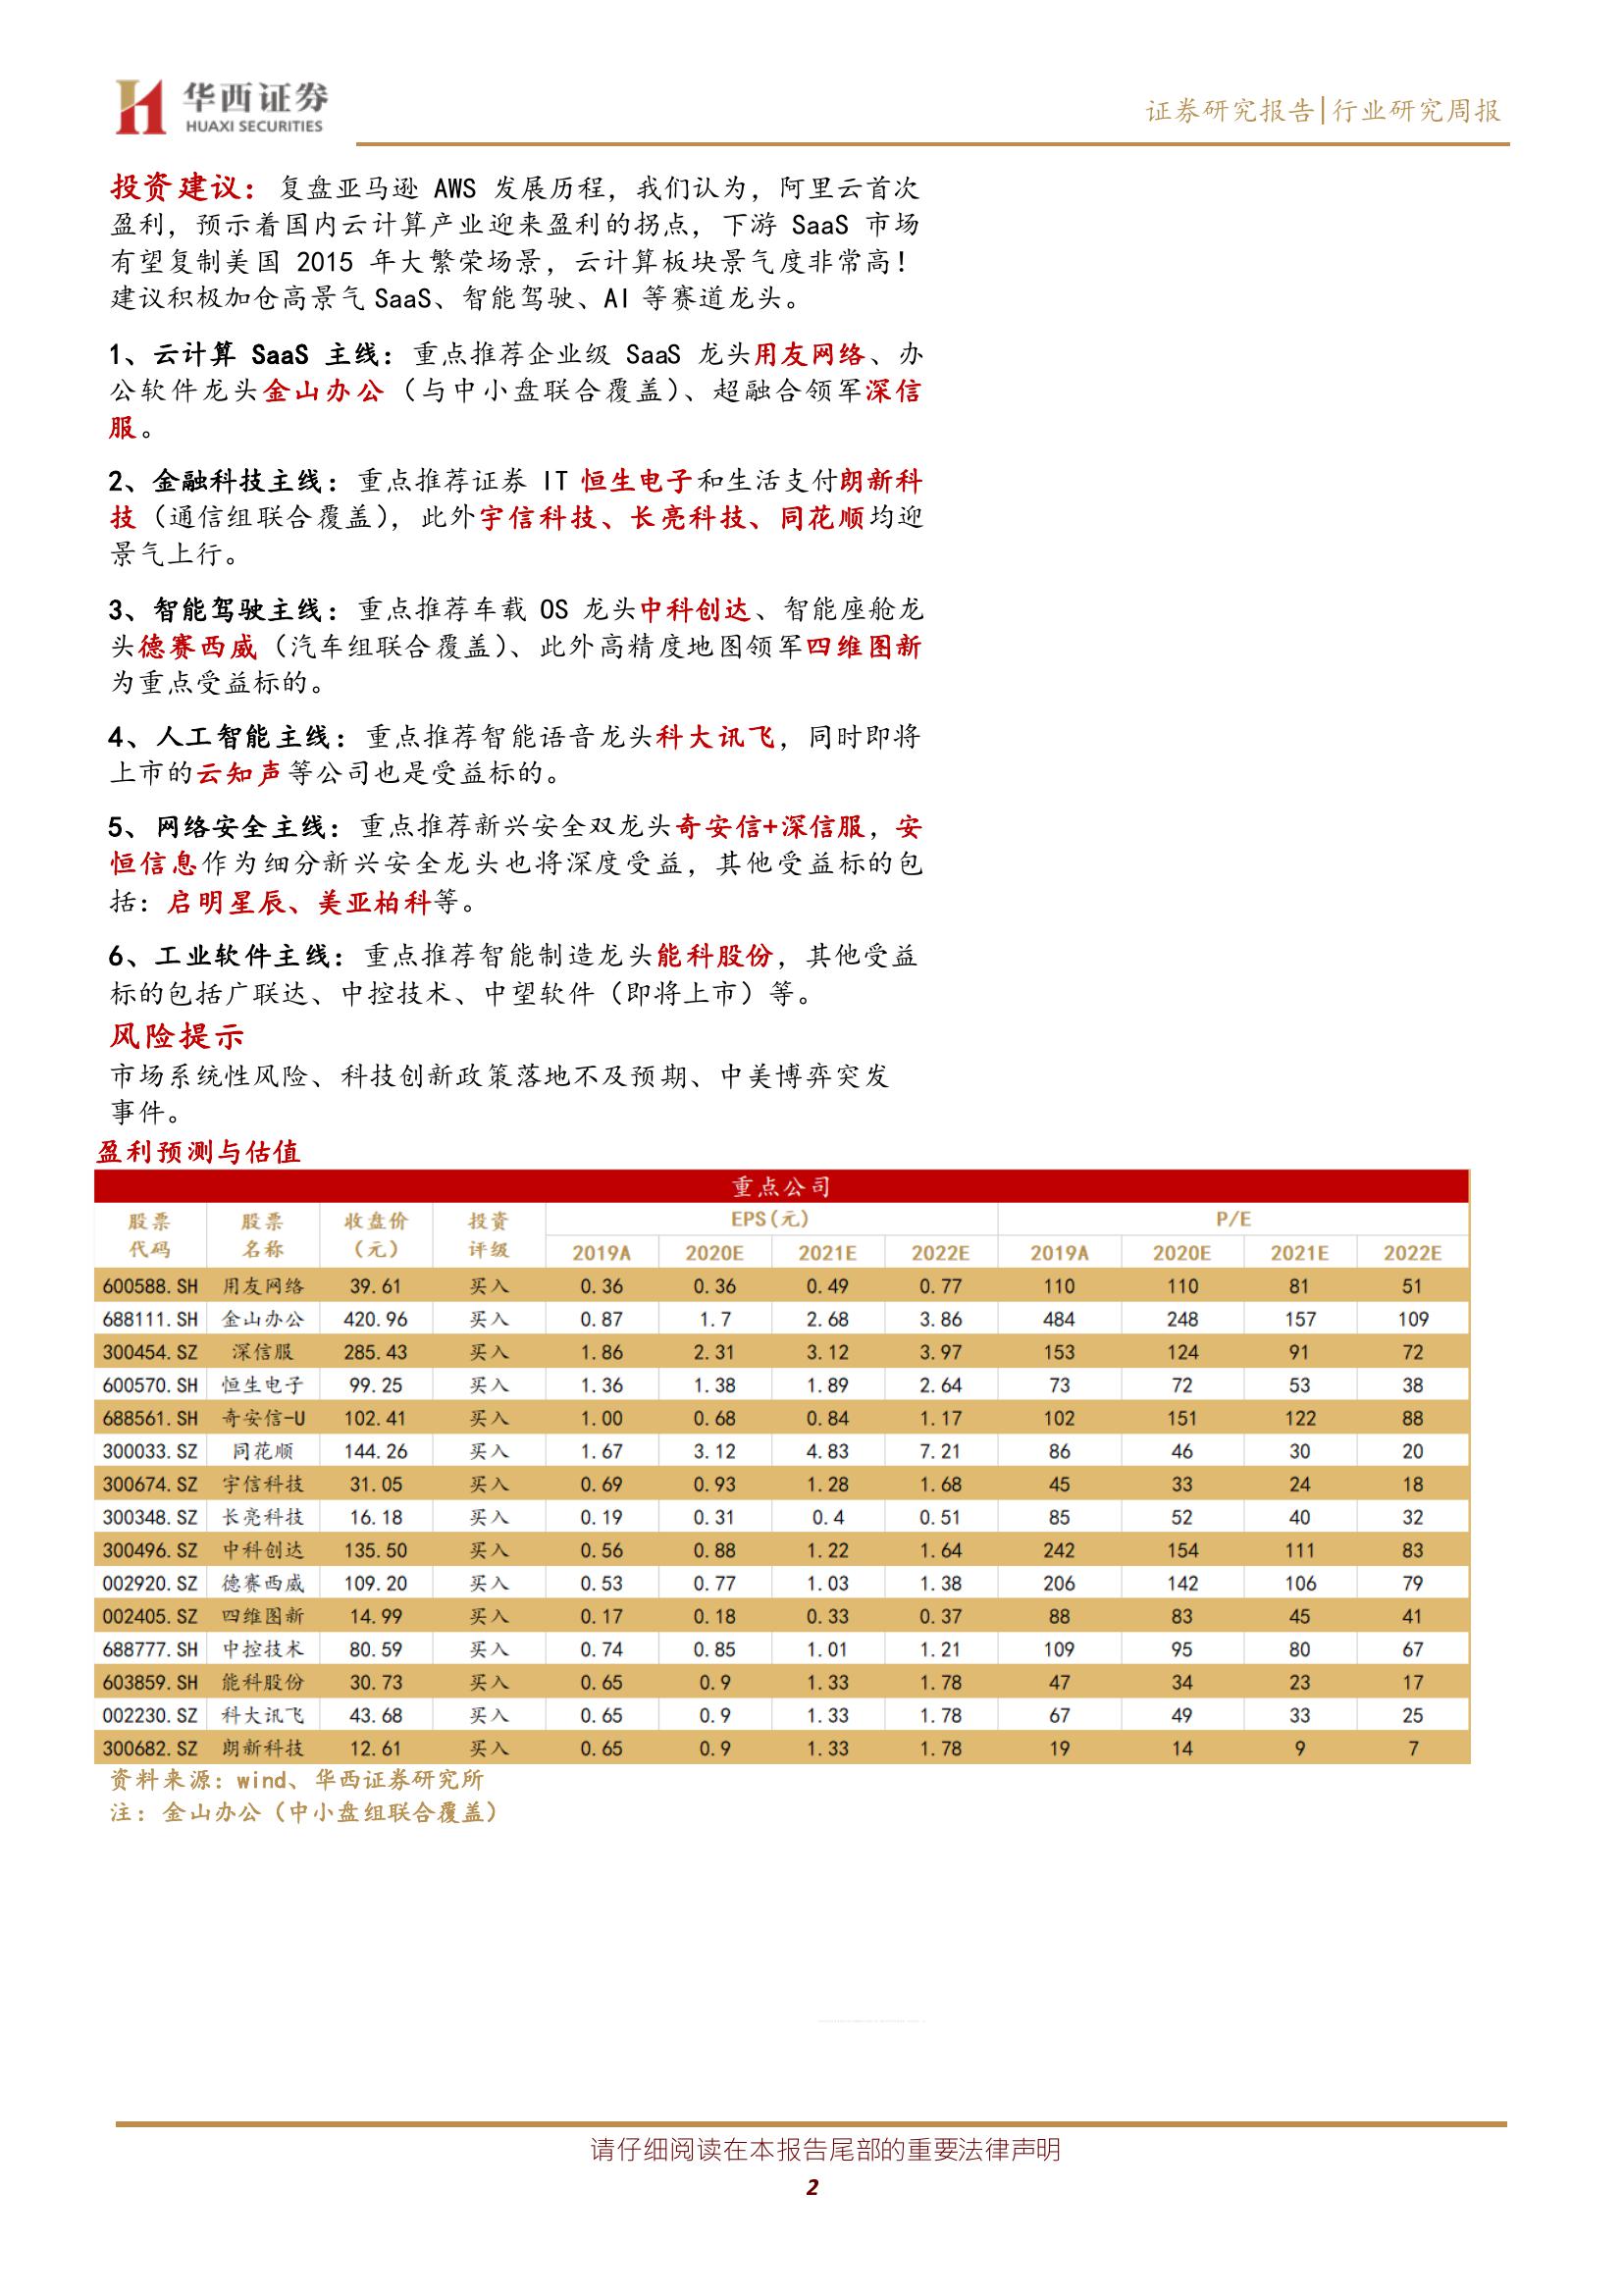 华西证券
HUAXI SECURITIES
证券研究报告|行业研究周报
投资建议：复盘亚马逊 AWS 发展历程，我们认为，阿里云首次
盈利，预示着国内云计算产业迎来盈利的拐点，下游 SaaS 市场
有望复制美国 2015 年大繁荣场景，云计算板块景气度非常高！
建议积极加仓高景气 SaaS、智能驾驶、AI 等赛道龙头。
1、云计算 SaaS 主线：重点推荐企业级 SaaS 龙头用友网络、办
公软件龙头金山办公（与中小盘联合覆盖）、超融合领军深信
服。
2、金融科技主线：重点推荐证券 IT 恒生电子和生活支付朗新科
技（通信组联合覆盖），此外宇信科技、长亮科技、同花顺均迎
景气上行。
3、智能驾驶主线：重点推荐车载 OS 龙头中科创达、智能座舱龙
头德赛西威（汽车组联合覆盖）、此外高精度地图领军四维图新
为重点受益标的。
4、人工智能主线：重点推荐智能语音龙头科大讯飞，同时即将
上市的云知声等公司也是受益标的。
5、网络安全主线：重点推荐新兴安全双龙头奇安信+深信服，安
恒信息作为细分新兴安全龙头也将深度受益，其他受益标的包
括：启明星辰、美亚柏科等。
6、工业软件主线：重点推荐智能制造龙头能科股份，其他受益
标的包括广联达、中控技术、中望软件（即将上市）等。
风险提示
市场系统性风险、科技创新政策落地不及预期、中美博弈突发
事件。
盈利预测与估值
重点公司
股票 股票 收盘价 投资 EPS(元) P/E
代码 名称 （元） 评级 2019A 2020E 2021E 2022E 2019A 2020E 2021E 2022E
600588.SH 用友网络 39.61 买入 0.36 0.36 0.49 0.77 110 110 81 51
688111.SH 金山办公 420.96 买入 0.87 1.7 2.68 3.86 484 248 157 109
300454.SZ 深信服 285.43 买入 1.86 2.31 3.12 3.97 153 124 91 72
600570.SH 恒生电子 99.25 买入 1.36 1.38 1.89 2.64 73 72 53 38
688561.SH 奇安信-U 102.41 买入 1.00 0.68 0.84 1.17 102 151 122 88
300033.SZ 同花顺 144.26 买入 1.67 3.12 4.83 7.21 86 46 30 20
300674.SZ 宇信科技 31.05 买入 0.69 0.93 1.28 1.68 45 33 24 18
300348.SZ 长亮科技 16.18 买入 0.19 0.31 0.4 0.51 85 52 40 32
300496.SZ 中科创达 135.50 买入 0.56 0.88 1.22 1.64 242 154 111 83
002920.SZ 德赛西威 109.20 买入 0.53 0.77 1.03 1.38 206 142 106 79
002405.SZ 四维图新 14.99 买入 0.17 0.18 0.33 0.37 88 83 45 41
688777.SH 中控技术 80.59 买入 0.74 0.85 1.01 1.21 109 95 80 67
603859.SH 能科股份 30.73 买入 0.65 0.9 1.33 1.78 47 34 23 17
002230.SZ 科大讯飞 43.68 买入 0.65 0.9 1.33 1.78 67 49 33 25
300682.SZ 朗新科技 12.61 买入 0.65 0.9 1.33 1.78 19 14 9 7
资料来源：wind、华西证券研究所
注：金山办公（中小盘组联合覆盖）
请仔细阅读在本报告尾部的重要法律声明
2